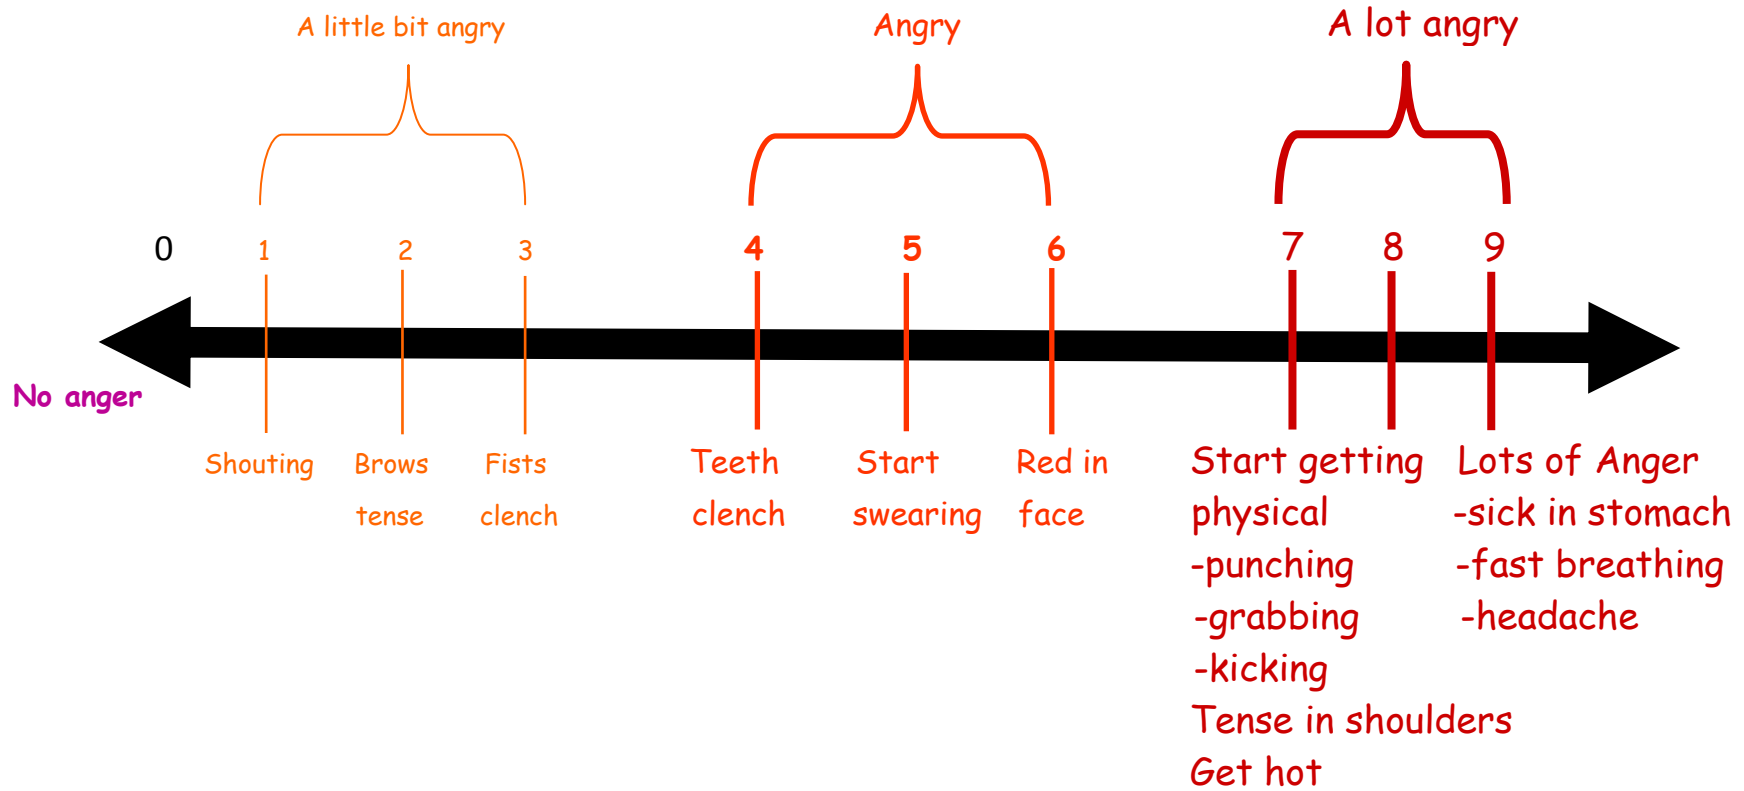 A little bit angry Angry A lot angry
0 1 2 3 4 5 6 7 8 9
No anger
Shouting Brows Fists Teeth Start Red in Start getting Lots of Anger
tense clench clench swearing face physical -sick in stomach
-punching -fast breathing
-grabbing -headache
-kicking
Tense in shoulders
Get hot